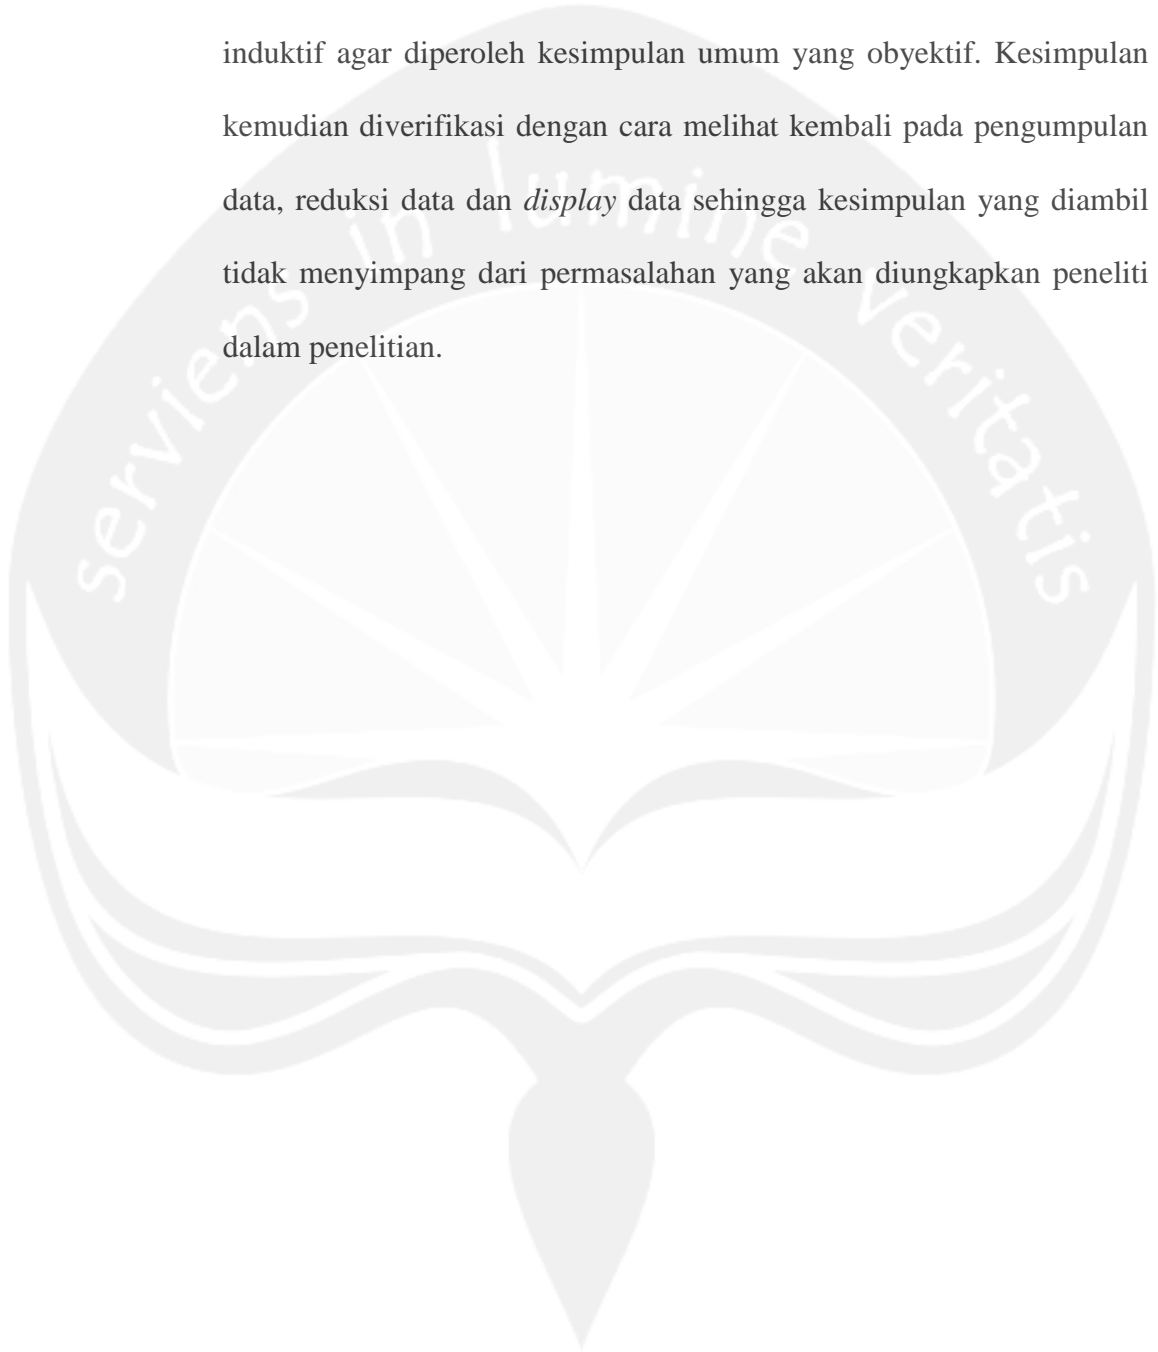 induktif agar diperoleh kesimpulan umum yang obyektif. Kesimpulan
kemudian diverifikasi dengan cara melihat kembali pada pengumpulan
data, reduksi data dan display data sehingga kesimpulan yang diambil
tidak menyimpang dari permasalahan yang akan diungkapkan peneliti
dalam penelitian.
serviens in lumine veritatis